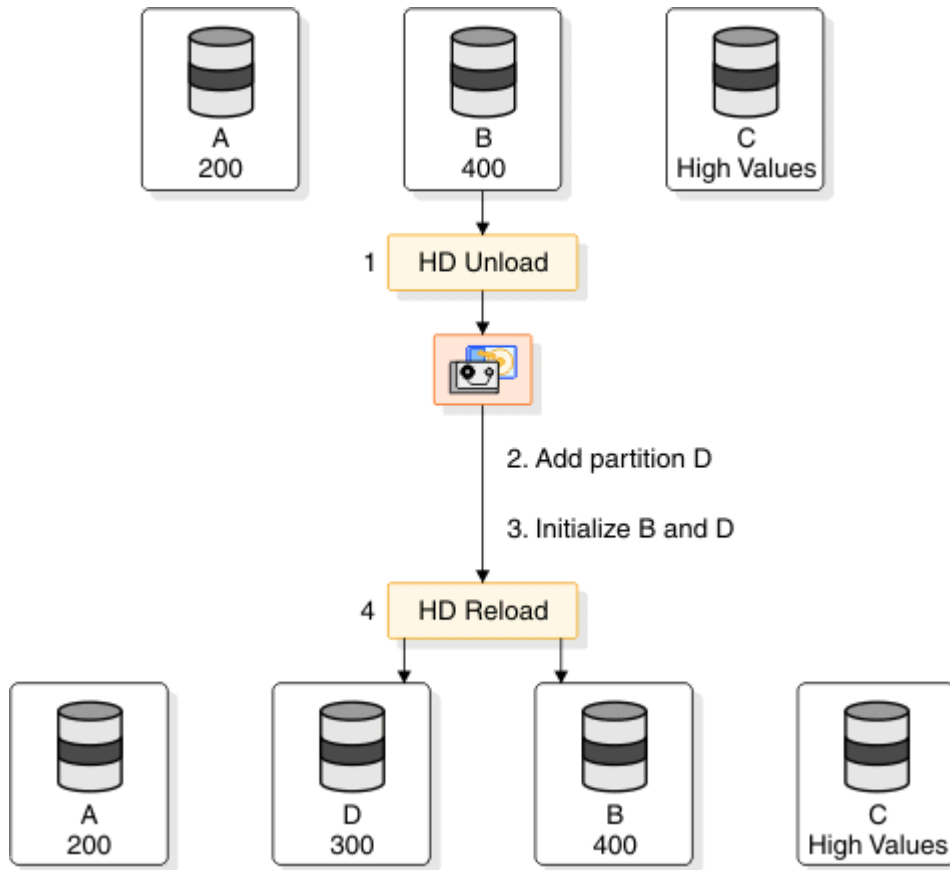 A
200
B
400
C
High Values
1
HD Unload
2. Add partition D
3. Initialize B and D
4
HD Reload
A
200
D
300
B
400
C
High Values